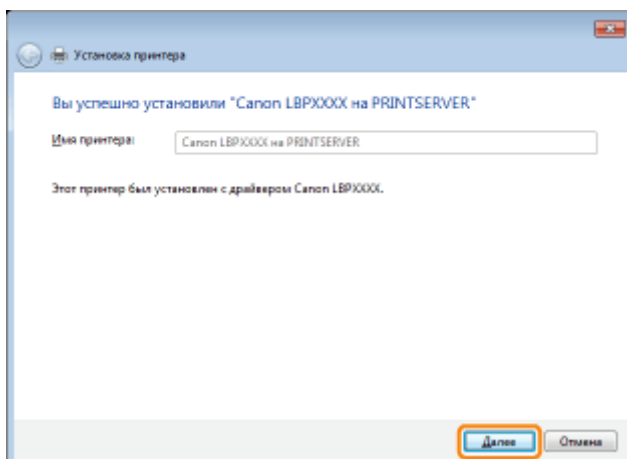 Установка принтера
Вы успешно установили "Canon LBPXXXX на PRINTSERVER"
Имя принтера: Canon LBPXXXX на PRINTSERVER
Этот принтер был установлен с драйвером Canon LBPXXXX.
Далее Отмена